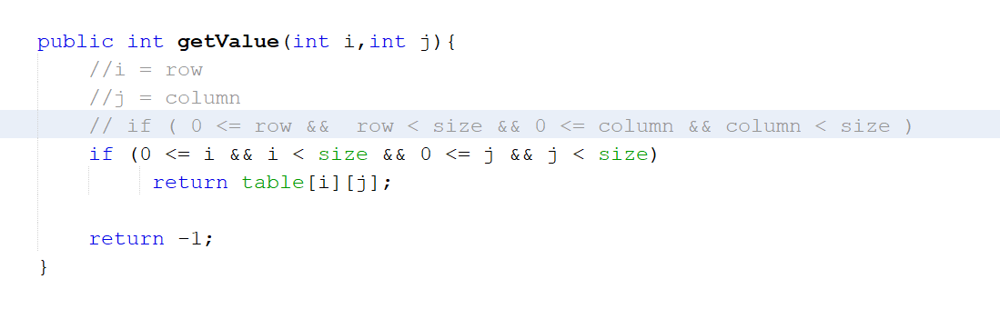 public int getValue(int i,int j){
//i = row
//j = column
// if ( 0 <= row &&  row < size && 0 <= column && column < size )
if (0 <= i && i < size && 0 <= j && j < size)
return table[i][j];
return -1;
}